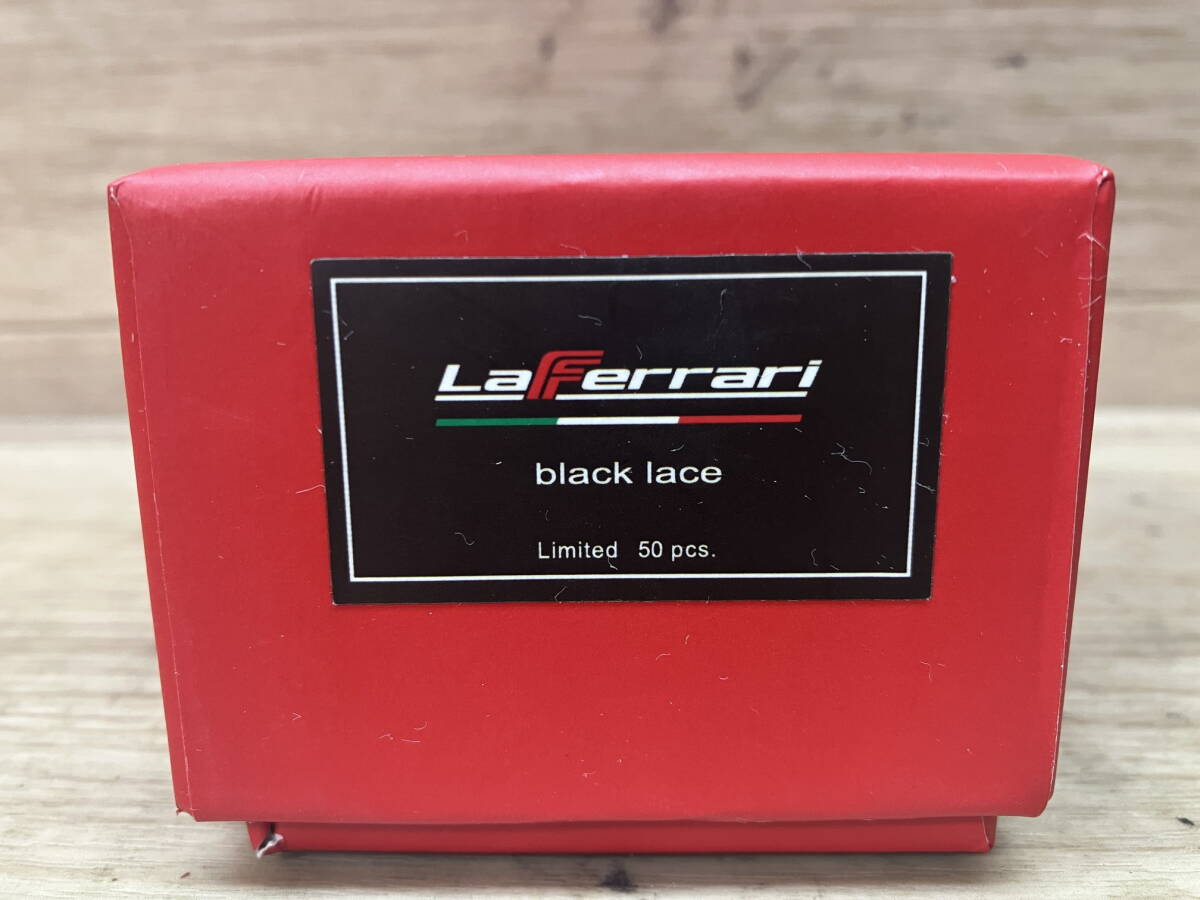 LaFerrari
black lace
Limited 50 pcs.